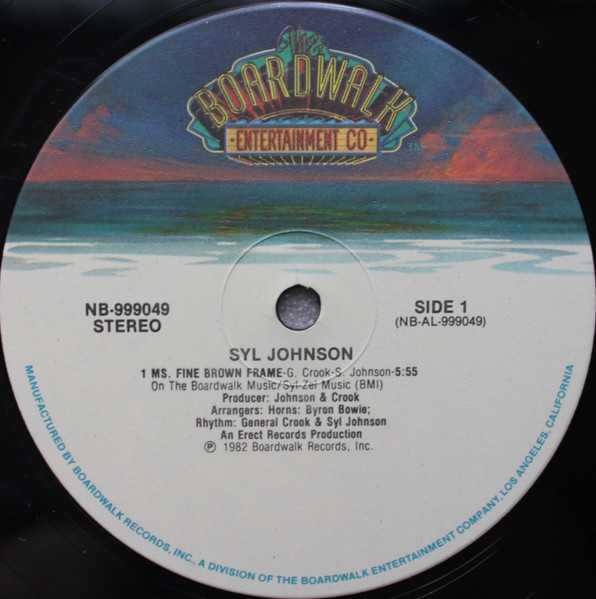 The
BOARDWALK
ENTERTAINMENT CO
TM
NB-999049
STEREO
SIDE 1
(NB-AL-999049)
SYL JOHNSON
1 MS. FINE BROWN FRAME-G. Crook-S. Johnson-5:55
On The Boardwalk Music/Syl-Zel Music (BMI)
Producer: Johnson & Crook
Arrangers: Horns: Byron Bowie;
Rhythm: General Crook & Syl Johnson
An Erect Records Production
℗ 1982 Boardwalk Records, Inc.
MANUFACTURED BY BOARDWALK RECORDS, INC., A DIVISION OF THE BOARDWALK ENTERTAINMENT COMPANY, LOS ANGELES, CALIFORNIA